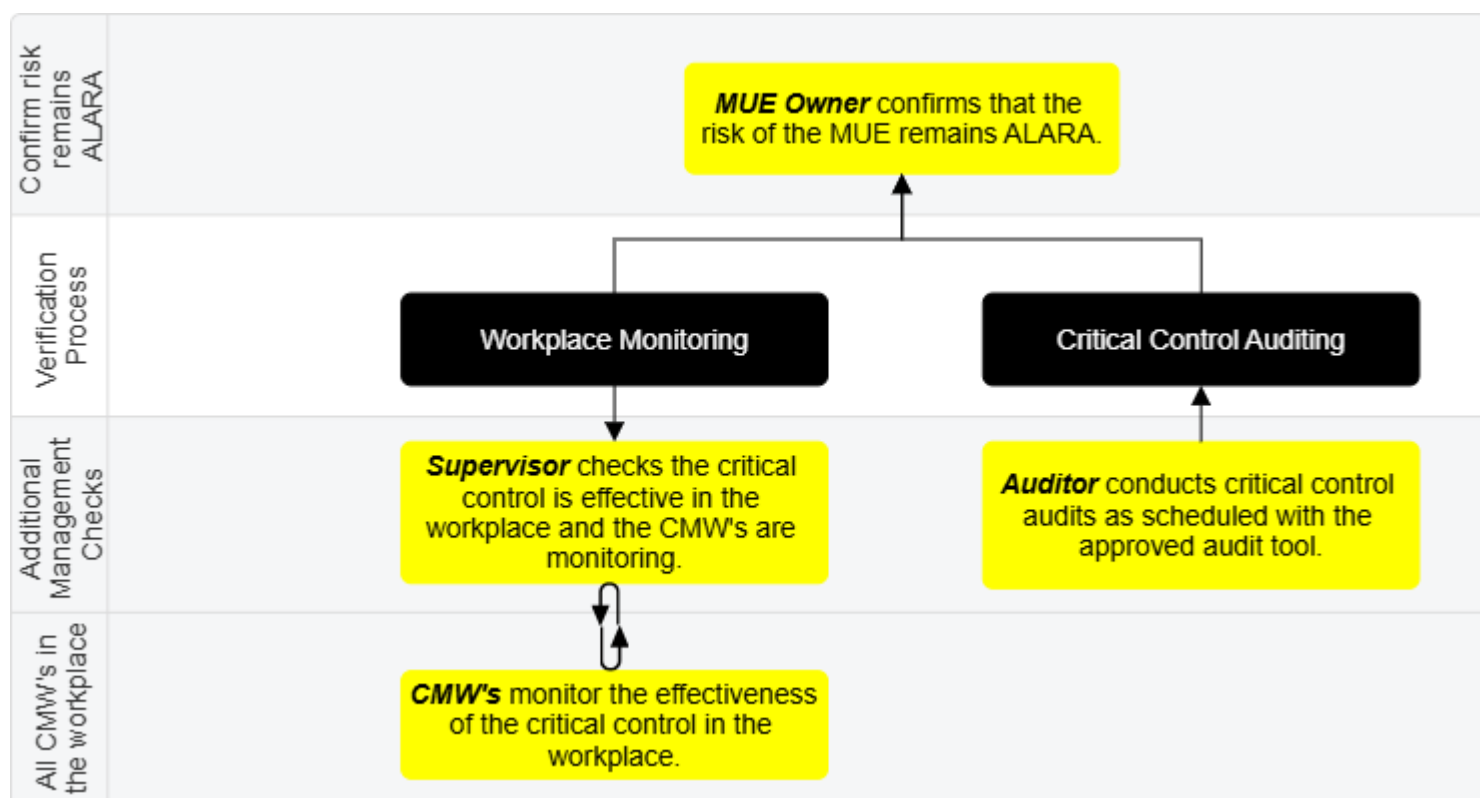 Confirm risk
remains
ALARA
MUE Owner confirms that the
risk of the MUE remains ALARA.
Verification
Process
Workplace Monitoring
Critical Control Auditing
Additional
Management
Checks
Supervisor checks the critical
control is effective in the
workplace and the CMW's are
monitoring.
Auditor conducts critical control
audits as scheduled with the
approved audit tool.
All CMW's in
the workplace
CMW's monitor the effectiveness
of the critical control in the
workplace.